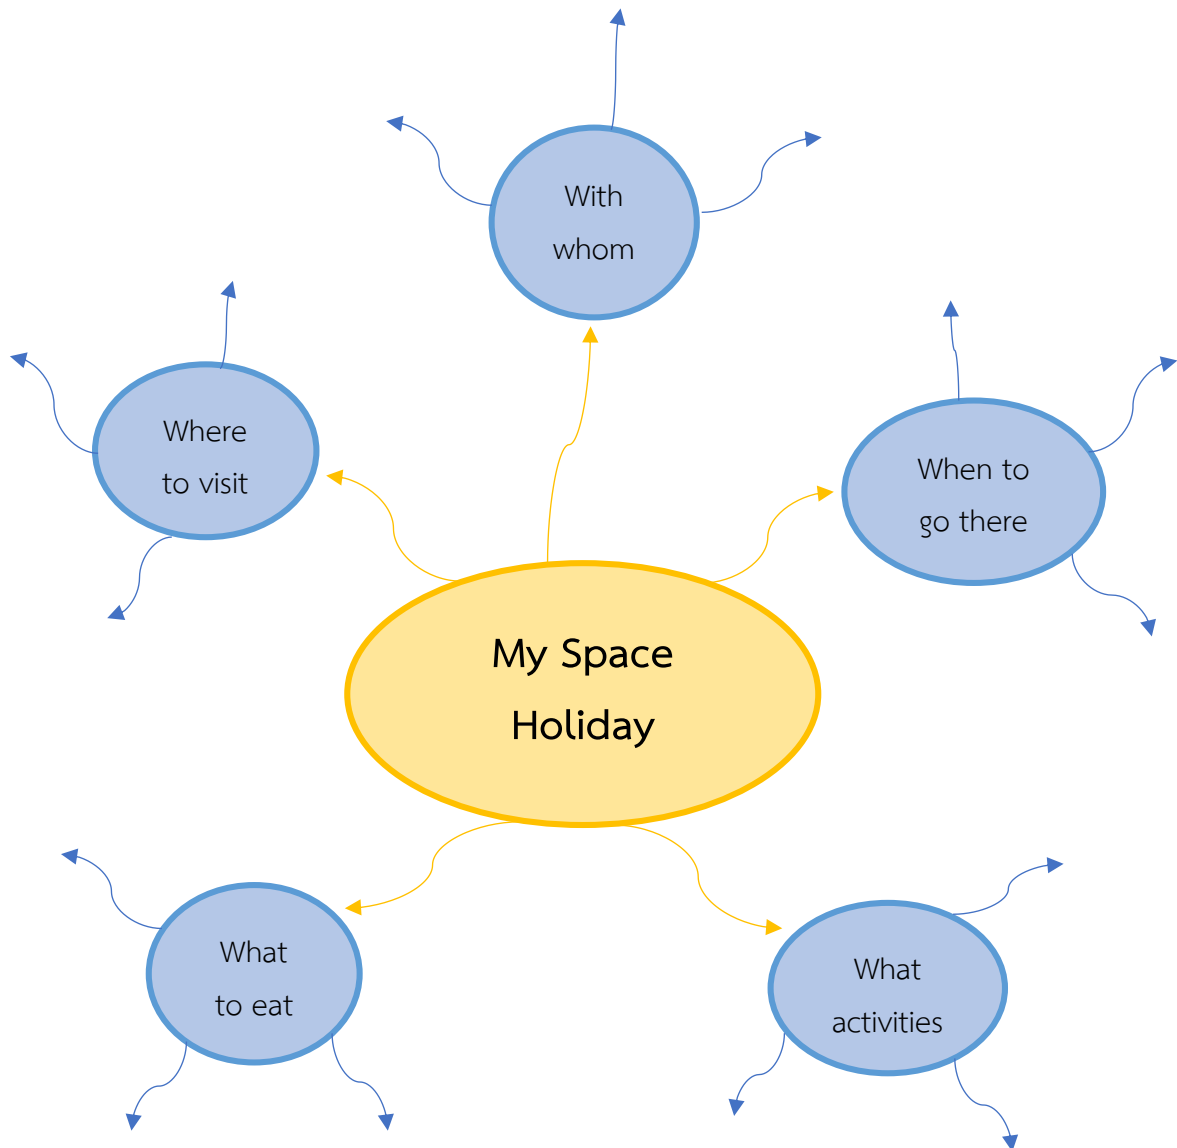 With
whom
Where
to visit
When to
go there
My Space
Holiday
What
to eat
What
activities